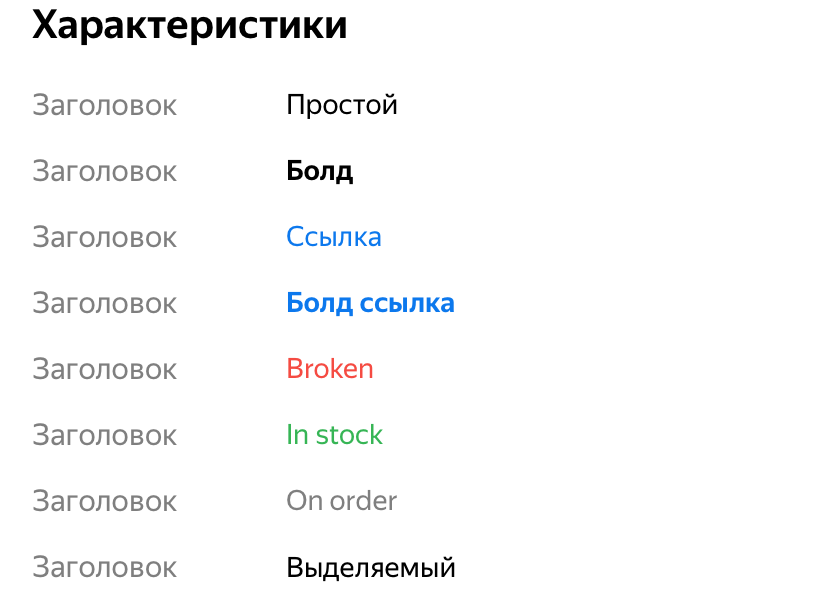 Характеристики
Заголовок Простой
Заголовок Болд
Заголовок Ссылка
Заголовок Болд ссылка
Заголовок Broken
Заголовок In stock
Заголовок On order
Заголовок Выделяемый